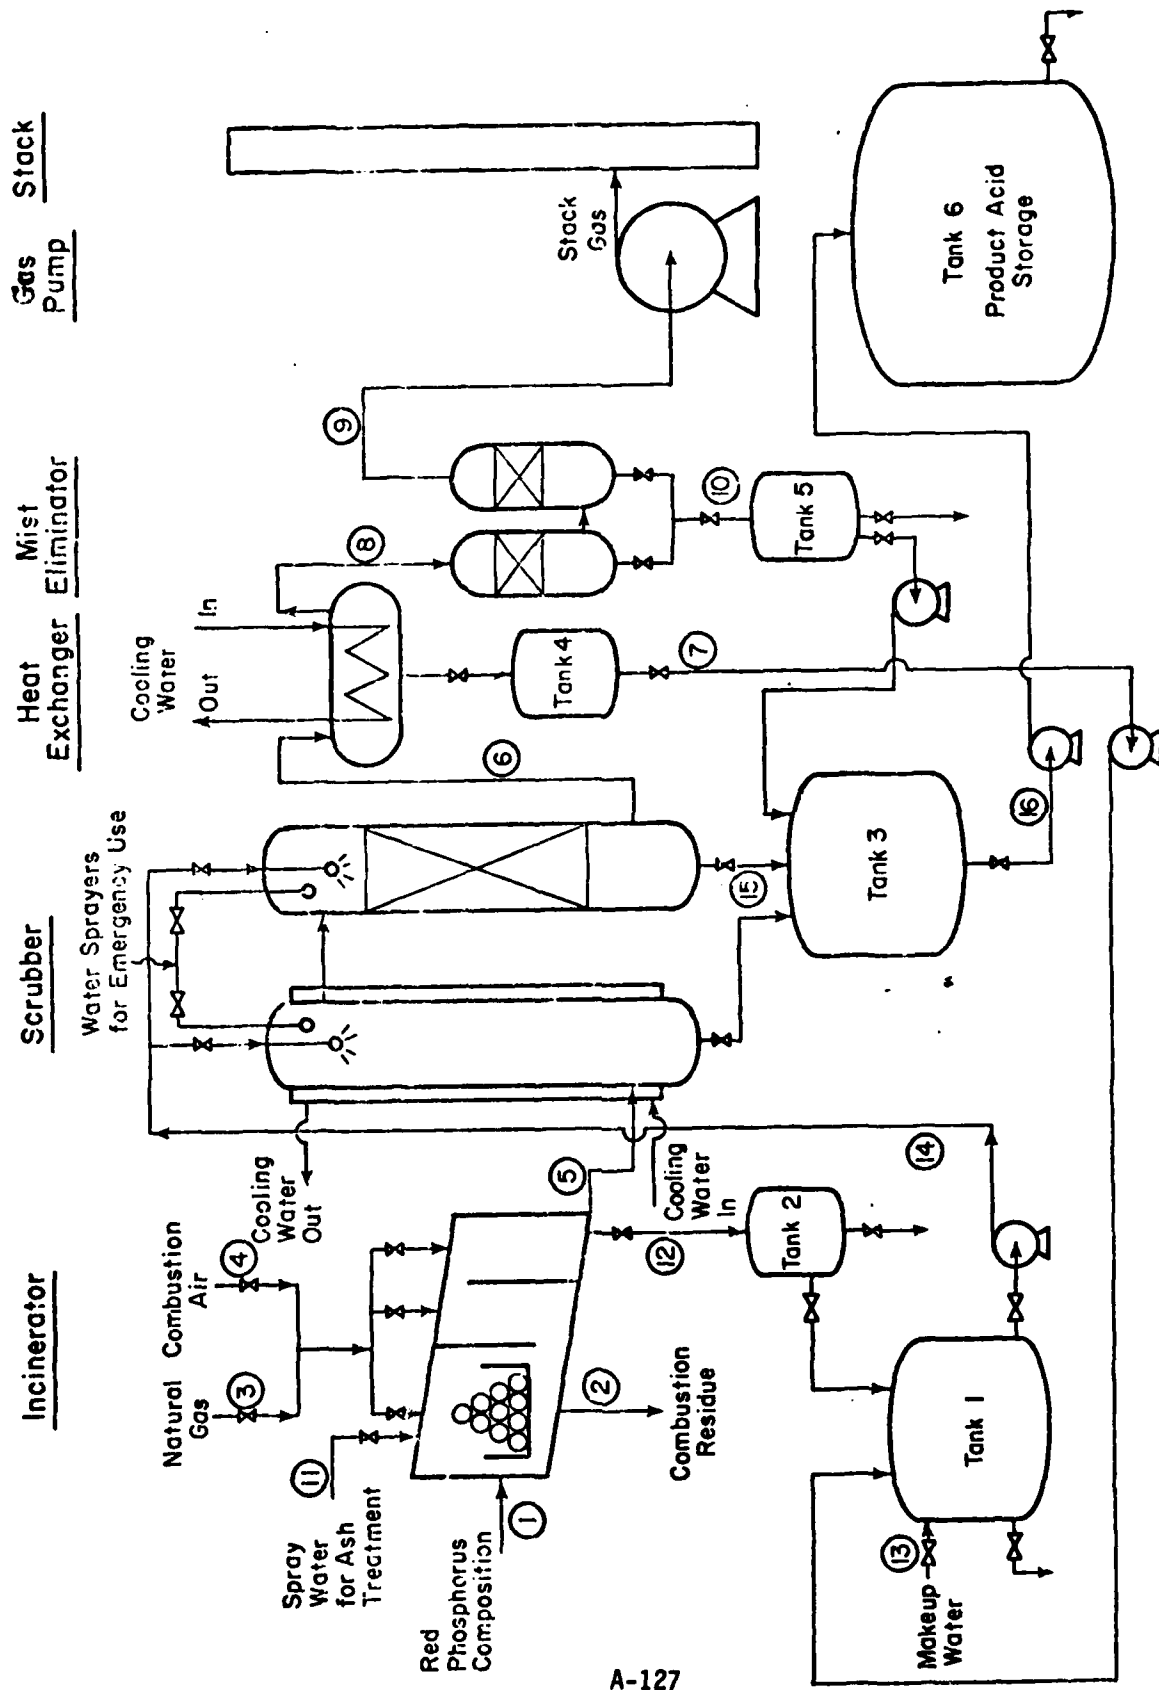 Incinerator
Scrubber
Heat
Exchanger
Mist
Eliminator
Gas
Pump
Stack
Natural
Gas
3
Combustion
Air
4
Water Sprayers
for Emergency Use
Cooling
Water
Out
In
Cooling
Water
Out
11
Spray
Water
for Ash
Treatment
Red
Phosphorus
Composition
1
2
Combustion
Residue
5
12
Cooling
Water
In
6
8
9
Stack
Gas
Tank 4
7
10
Tank 5
Tank 2
14
15
Tank 3
16
Tank 6
Product Acid
Storage
13
Makeup
Water
Tank 1
A-127